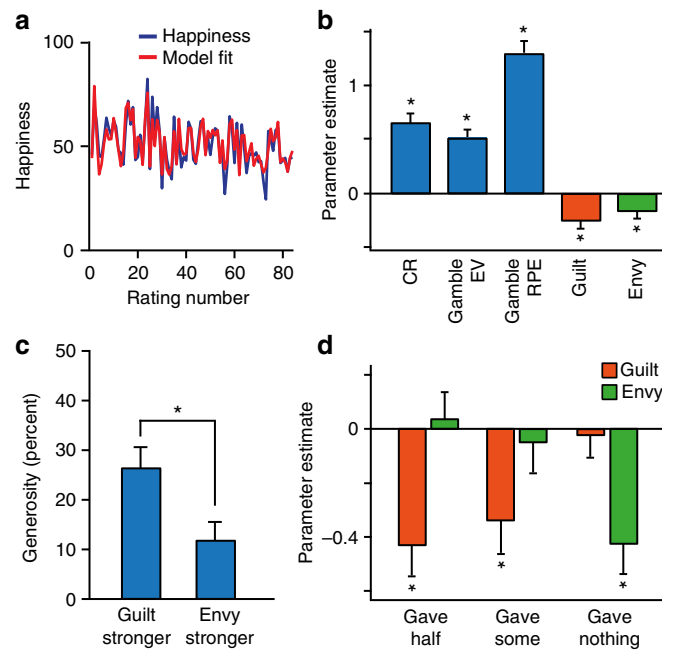 a
Happiness
Model fit
100
50
0
Happiness
0 20 40 60 80
Rating number
b
Parameter estimate
1
0
* * * * *
CR
Gamble
EV
Gamble
RPE
Guilt
Envy
c
Generosity (percent)
50
40
30
20
10
0
*
Guilt
stronger
Envy
stronger
d
Guilt
Envy
Parameter estimate
0
–0.4
* * *
Gave
half
Gave
some
Gave
nothing